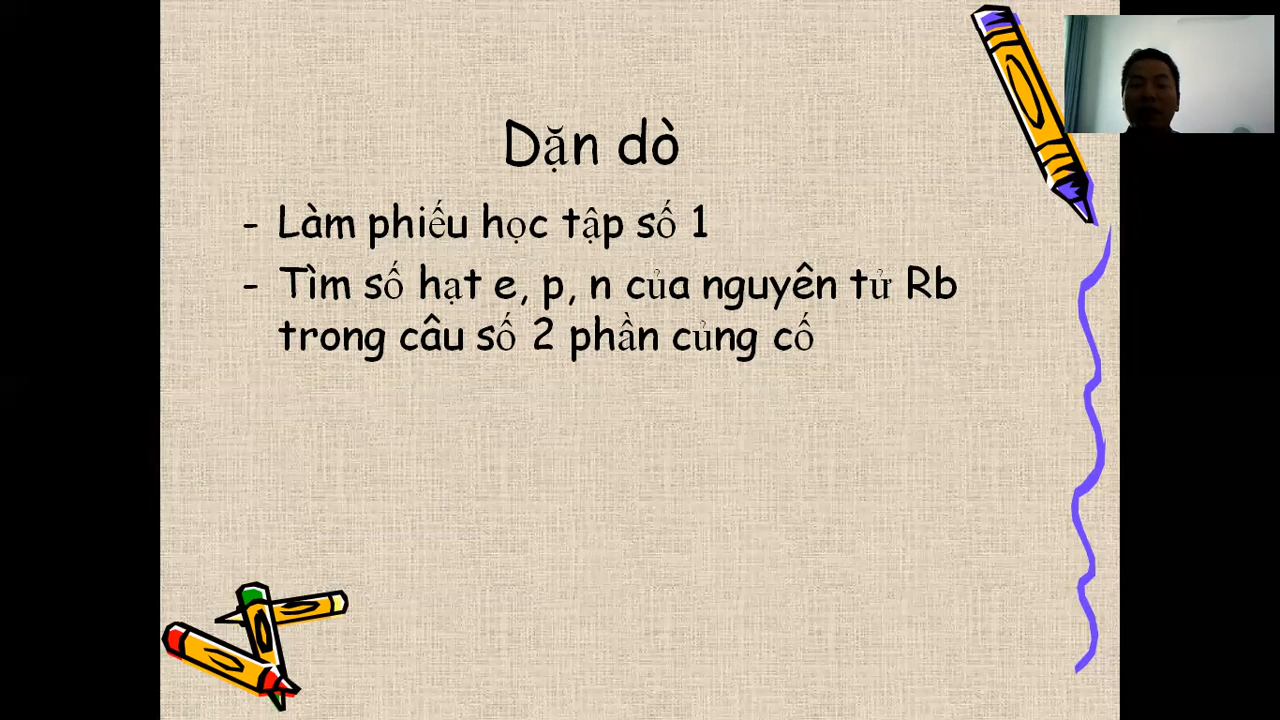 Dặn dò
- Làm phiếu học tập số 1
- Tìm số hạt e, p, n của nguyên tử Rb
trong câu số 2 phần củng cố